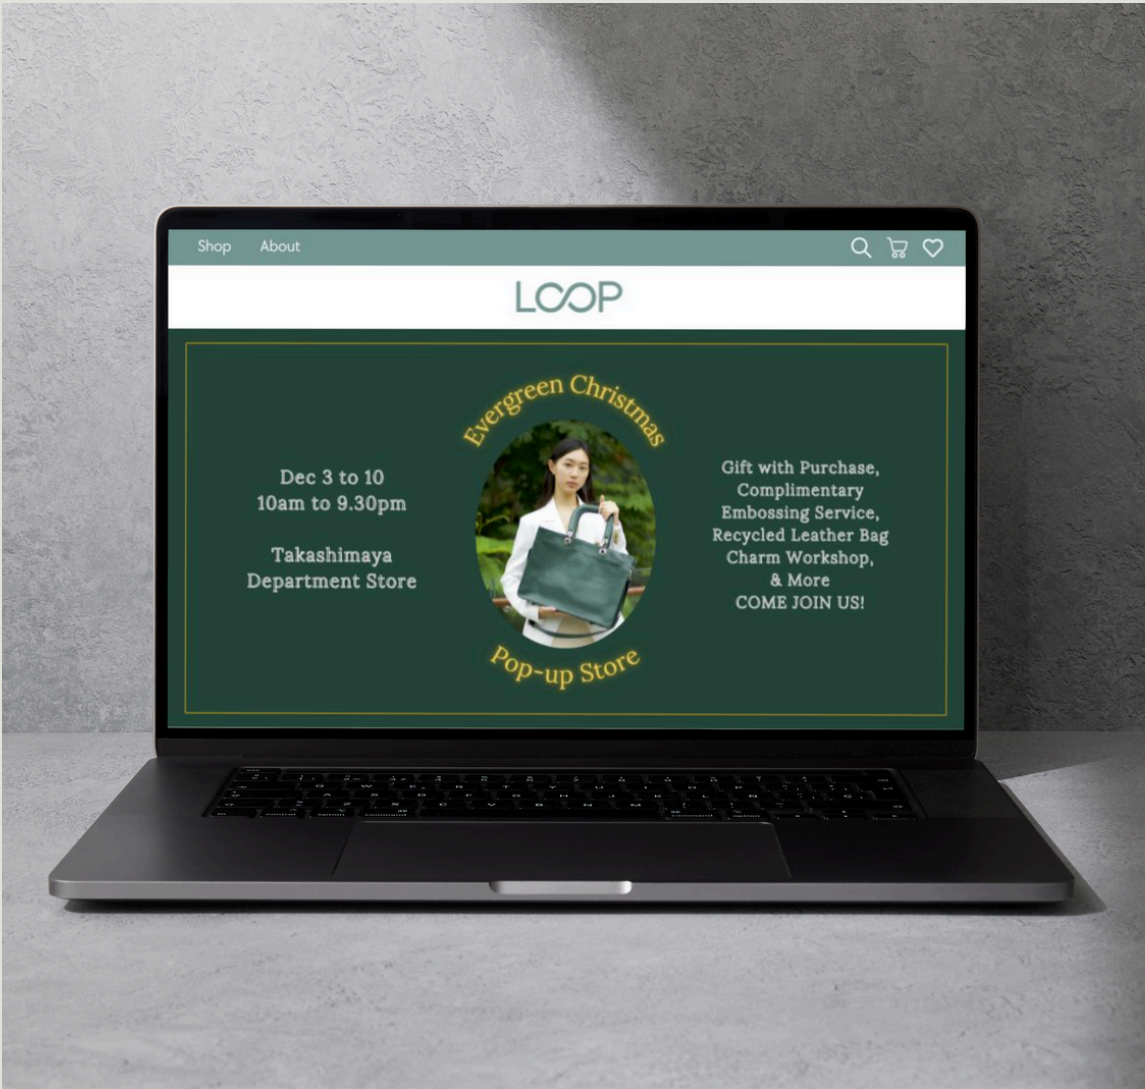 Shop About
LOOP
Evergreen Christmas
Dec 3 to 10
10am to 9.30pm
Takashimaya
Department Store
Gift with Purchase,
Complimentary
Embossing Service,
Recycled Leather Bag
Charm Workshop,
& More
COME JOIN US!
Pop-up Store